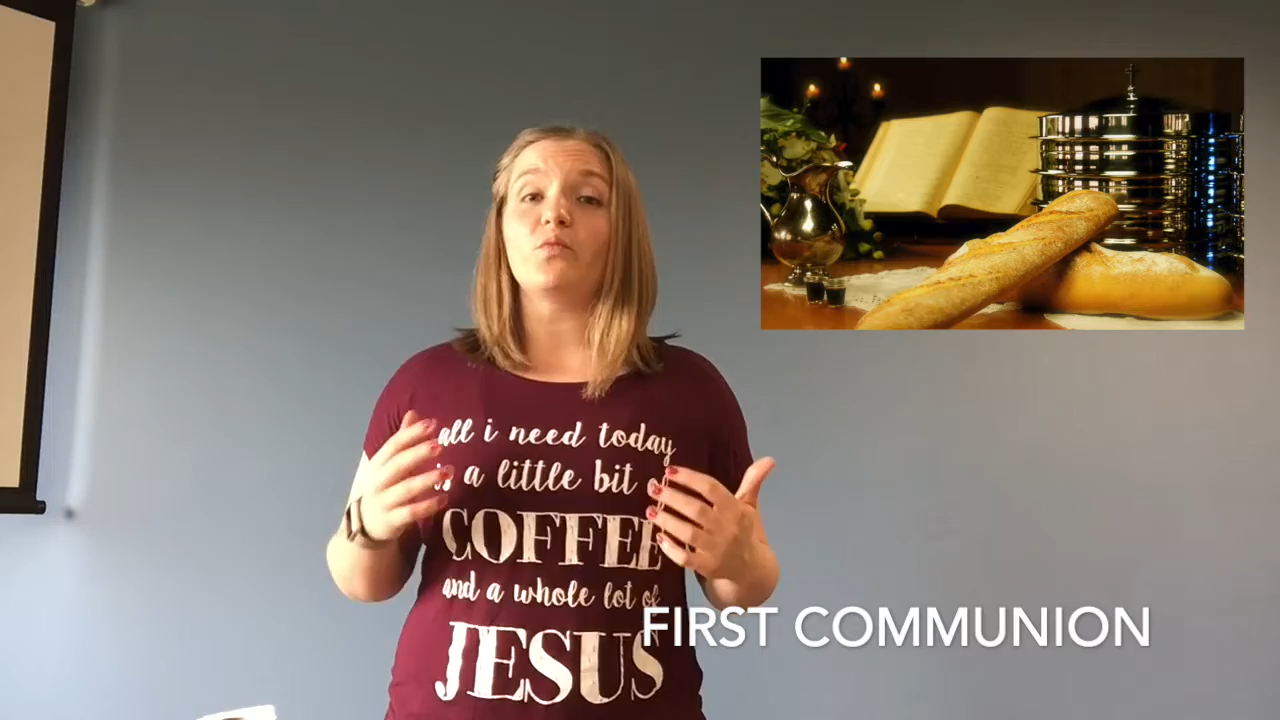 all i need today
a little bit
COFFEE
and a whole lot of
JESUS
FIRST COMMUNION